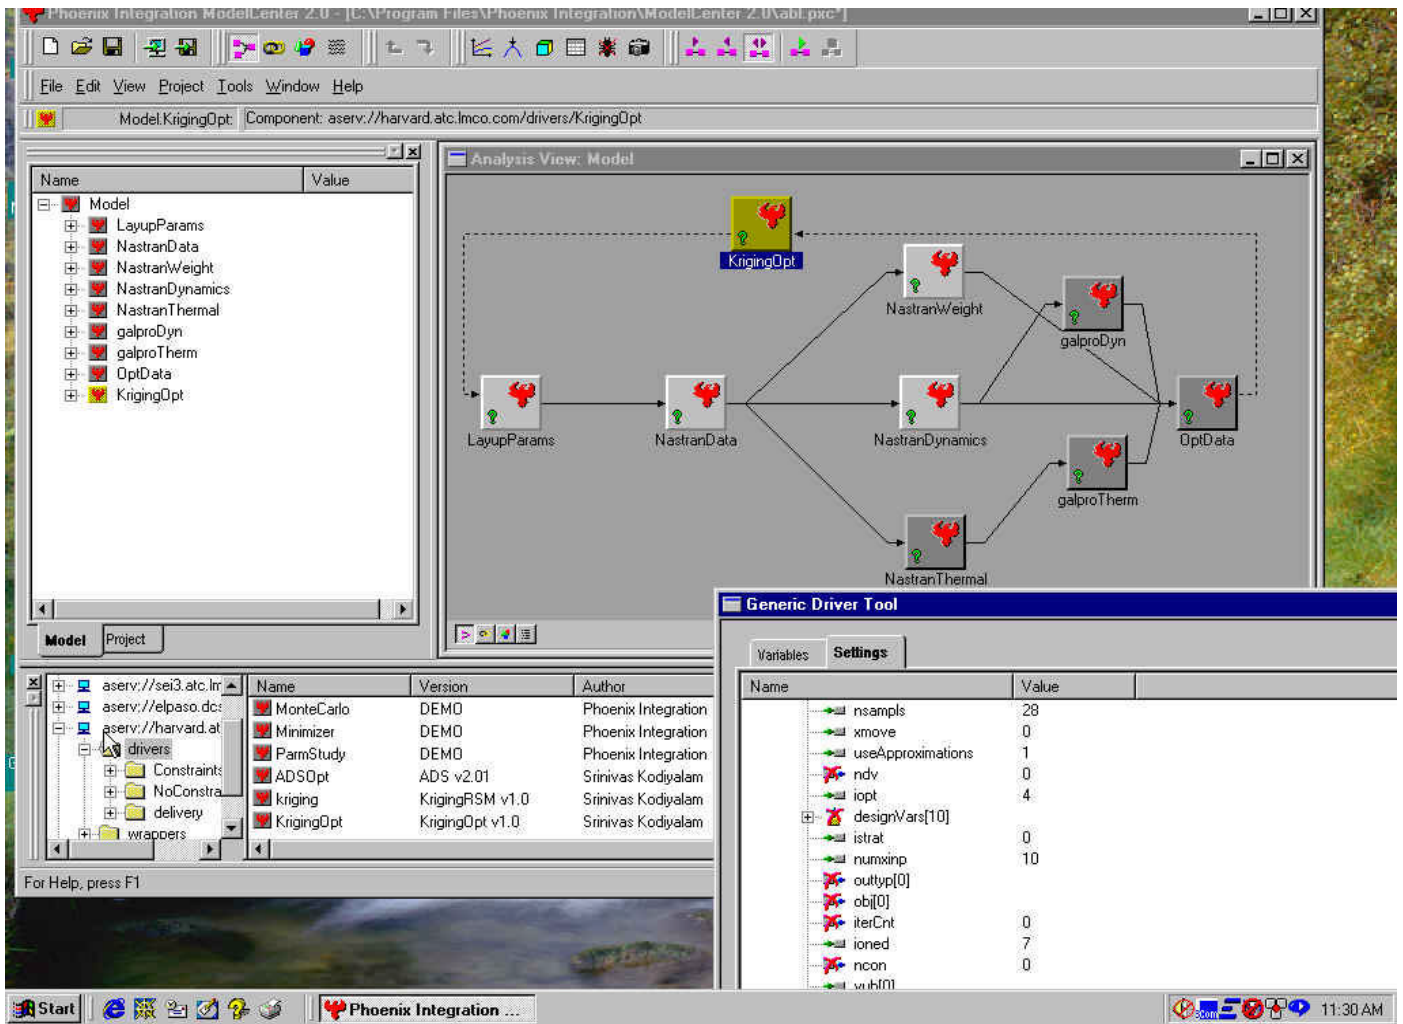 Phoenix Integration ModelCenter 2.0 - [C:\Program Files\Phoenix Integration\ModelCenter 2.0\abl.pxc*]
File Edit View Project Tools Window Help
Model.KrigingOpt: Component: aserv://harvard.atc.lmco.com/drivers/KrigingOpt
Name Value
Model
LayupParams
NastranData
NastranWeight
NastranDynamics
NastranThermal
galproDyn
galproTherm
OptData
KrigingOpt
Model Project
Analysis View: Model
KrigingOpt
NastranWeight
galproDyn
LayupParams
NastranData
NastranDynamics
OptData
galproTherm
NastranThermal
aserv://sei3.atc.lm
aserv://elpaso.dcs
aserv://harvard.at
drivers
Constraints
NoConstra
delivery
wrappers
Name Version Author
MonteCarlo DEMO Phoenix Integration
Minimizer DEMO Phoenix Integration
ParmStudy DEMO Phoenix Integration
ADSOpt ADS v2.01 Srinivas Kodiyalam
kriging KrigingRSM v1.0 Srinivas Kodiyalam
KrigingOpt KrigingOpt v1.0 Srinivas Kodiyalam
For Help, press F1
Generic Driver Tool
Variables Settings
Name Value
nsampls 28
xmove 0
useApproximations 1
ndv 0
iopt 4
designVars[10]
istrat 0
numxinp 10
outtyp[0]
obj[0]
iterCnt 0
ioned 7
ncon 0
Start Phoenix Integration ... 3Com 11:30 AM